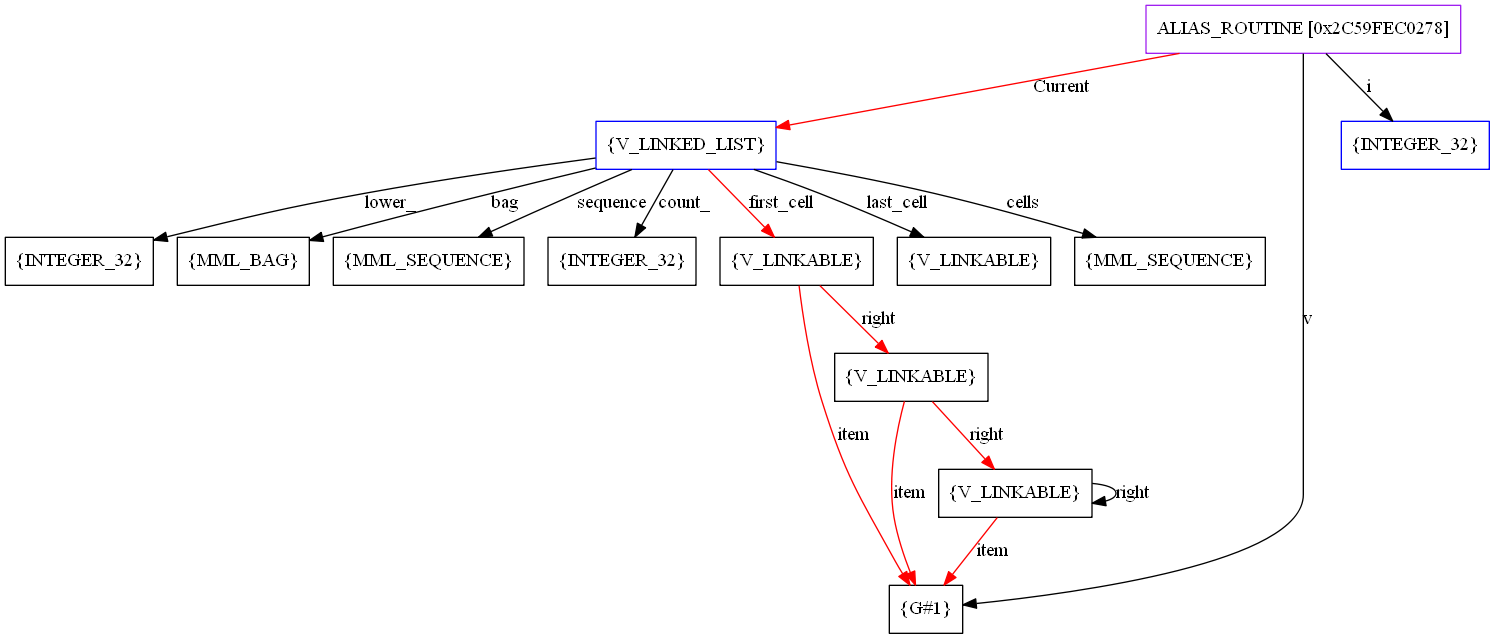 ALIAS_ROUTINE [0x2C59FEC0278]
Current
i
{V_LINKED_LIST}
{INTEGER_32}
lower_
bag
sequence
count_
first_cell
last_cell
cells
{INTEGER_32}
{MML_BAG}
{MML_SEQUENCE}
{INTEGER_32}
{V_LINKABLE}
{V_LINKABLE}
{MML_SEQUENCE}
right
v
{V_LINKABLE}
item
right
item
{V_LINKABLE}
right
item
{G#1}